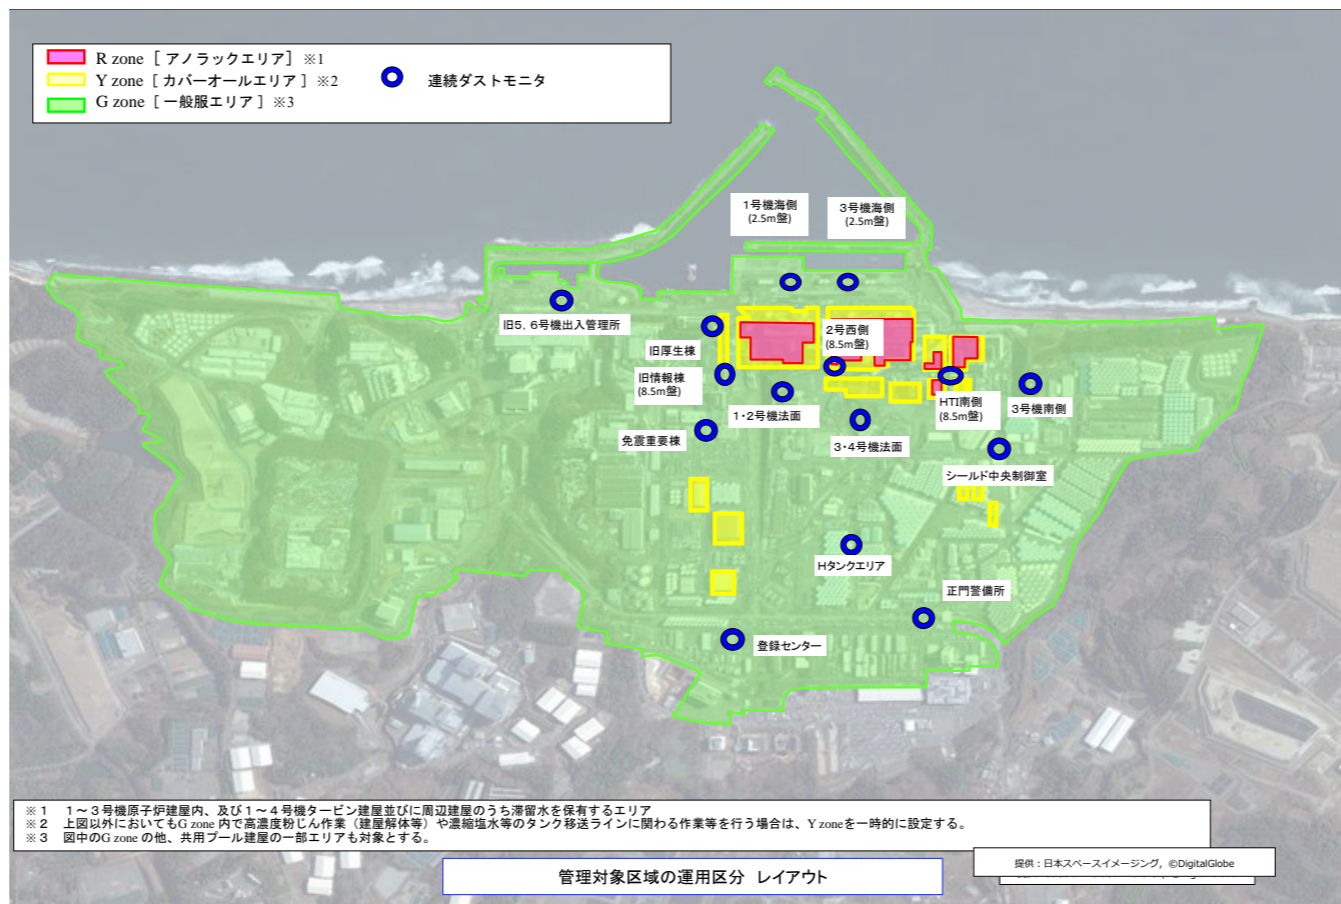 R zone [ アノラックエリア] ※1
Y zone [ カバーオールエリア ] ※2
G zone [ 一般服エリア ] ※3
連続ダストモニタ
1号機海側
(2.5m盤)
3号機海側
(2.5m盤)
旧5，6号機出入管理所
旧厚生棟
2号西側
(8.5m盤)
旧情報棟
(8.5m盤)
1・2号機法面
HTI南側
(8.5m盤)
3号機南側
免震重要棟
3・4号機法面
シールド中央制御室
Hタンクエリア
正門警備所
登録センター
※１　１～３号機原子炉建屋内、及び１～４号機タービン建屋並びに周辺建屋のうち滞留水を保有するエリア
※２　上図以外においてもG zone 内で高濃度粉じん作業（建屋解体等）や濃縮塩水等のタンク移送ラインに関わる作業等を行う場合は、Y zoneを一時的に設定する。
※３　図中のG zone の他、共用プール建屋の一部エリアも対象とする。
提供：日本スペースイメージング，©DigitalGlobe
管理対象区域の運用区分 レイアウト